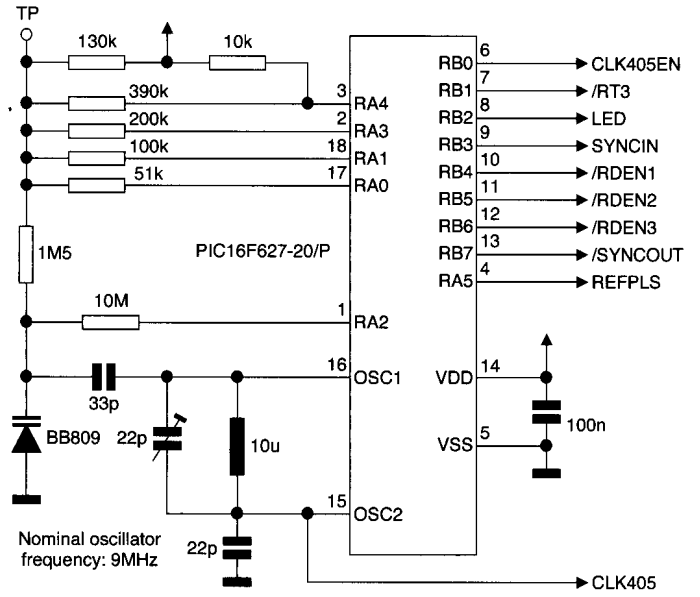 TP
130k
10k
390k
3
RA4
200k
2
RA3
100k
18
RA1
51k
17
RA0
1M5
PIC16F627-20/P
10M
1
RA2
33p
16
OSC1
BB809
22p
10u
15
OSC2
22p
Nominal oscillator
frequency: 9MHz
RB0
6
CLK405EN
RB1
7
/RT3
RB2
8
LED
RB3
9
SYNCIN
RB4
10
/RDEN1
RB5
11
/RDEN2
RB6
12
/RDEN3
RB7
13
/SYNCOUT
RA5
4
REFPLS
VDD
14
100n
VSS
5
CLK405